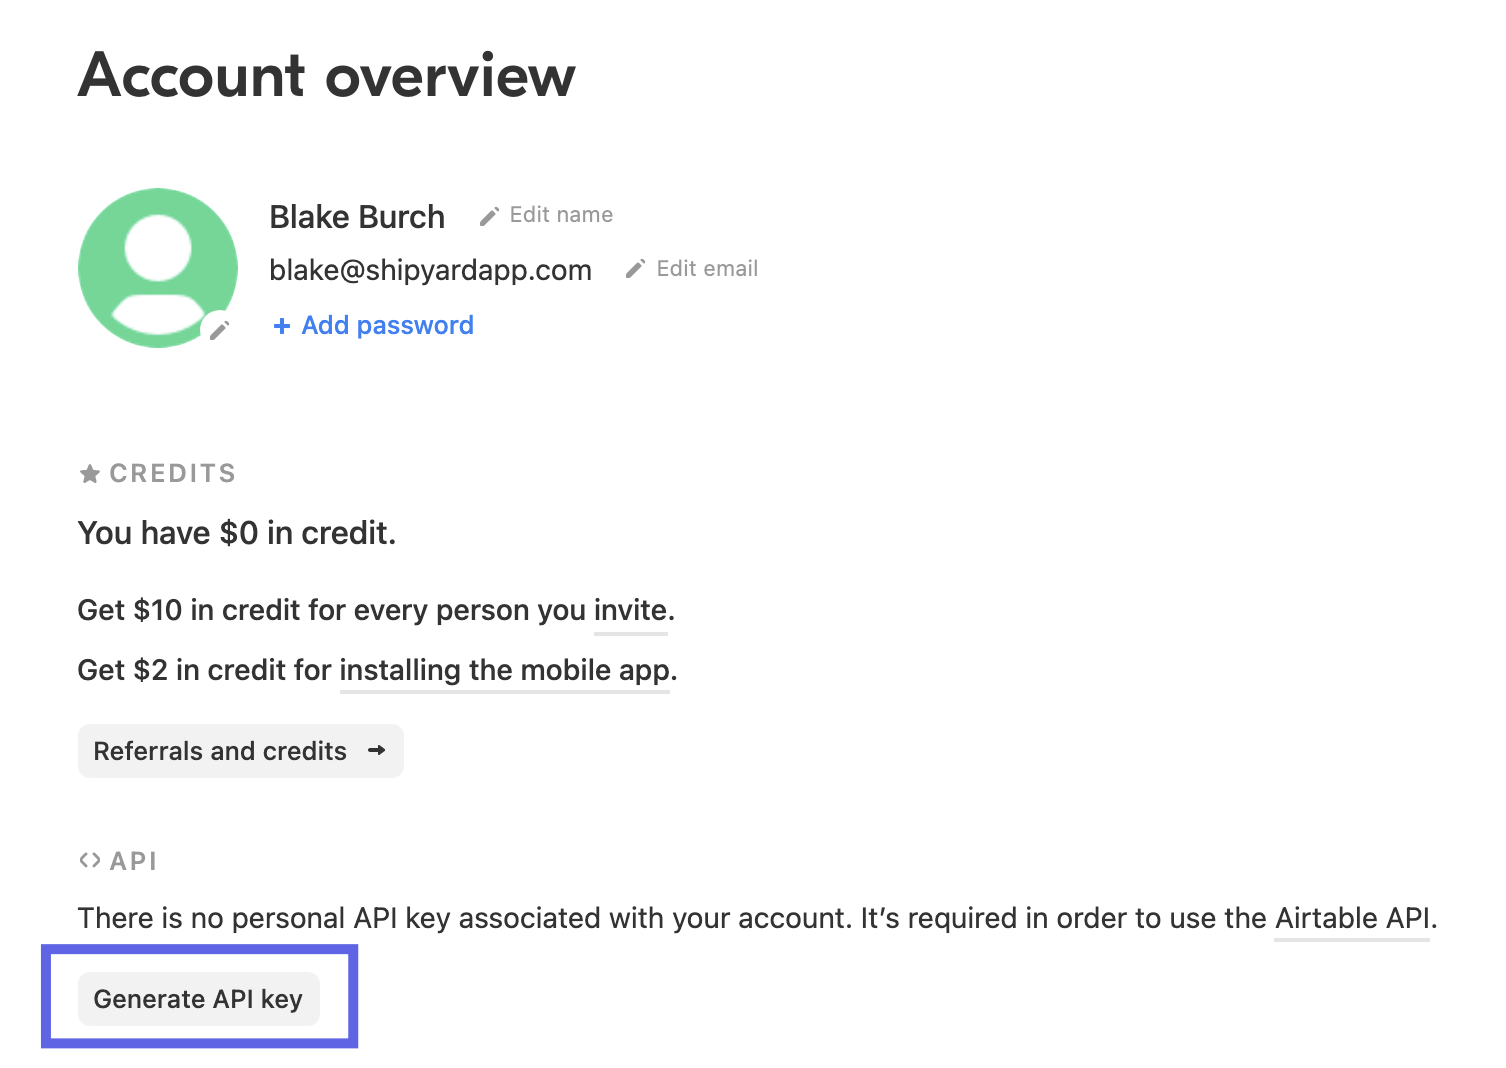 Account overview
Blake Burch Edit name
blake@shipyardapp.com Edit email
+ Add password
CREDITS
You have $0 in credit.
Get $10 in credit for every person you invite.
Get $2 in credit for installing the mobile app.
Referrals and credits →
<> API
There is no personal API key associated with your account. It’s required in order to use the Airtable API.
Generate API key